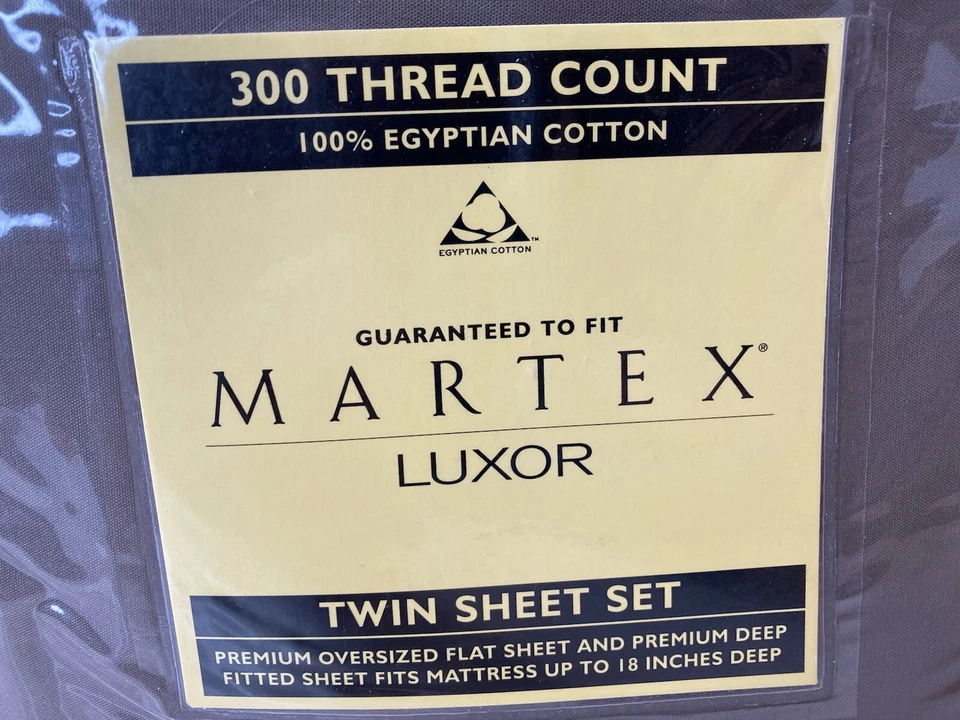 300 THREAD COUNT
100% EGYPTIAN COTTON
EGYPTIAN COTTON™
GUARANTEED TO FIT
MARTEX®
LUXOR
TWIN SHEET SET
PREMIUM OVERSIZED FLAT SHEET AND PREMIUM DEEP
FITTED SHEET FITS MATTRESS UP TO 18 INCHES DEEP